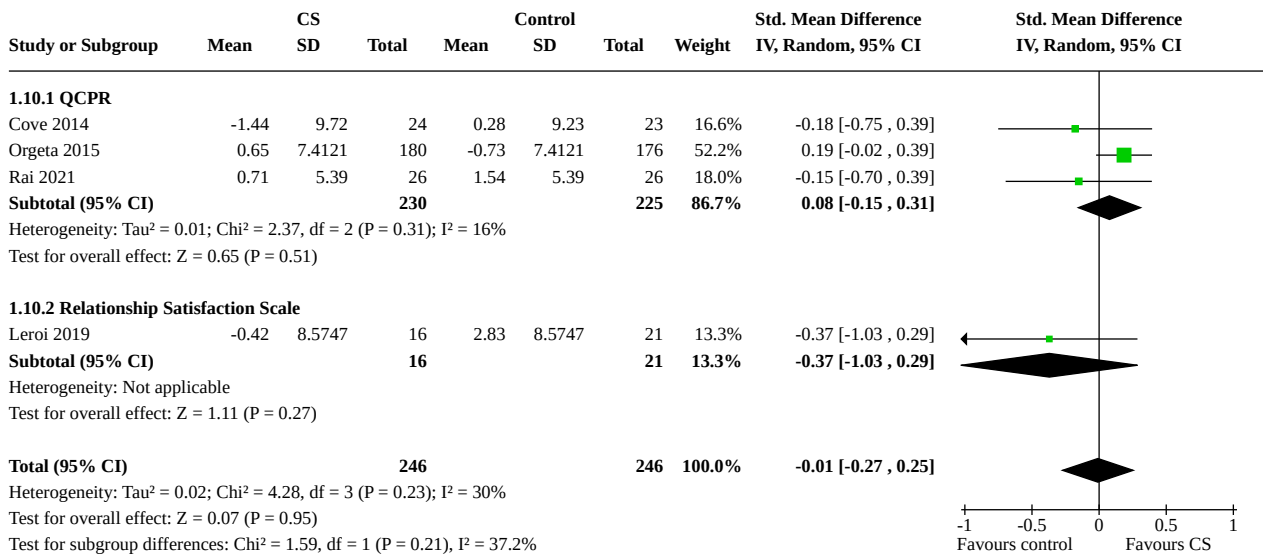 CS Control Std. Mean Difference Std. Mean Difference
Study or Subgroup Mean SD Total Mean SD Total Weight IV, Random, 95% CI IV, Random, 95% CI
1.10.1 QCPR
Cove 2014 -1.44 9.72 24 0.28 9.23 23 16.6% -0.18 [-0.75 , 0.39]
Orgeta 2015 0.65 7.4121 180 -0.73 7.4121 176 52.2% 0.19 [-0.02 , 0.39]
Rai 2021 0.71 5.39 26 1.54 5.39 26 18.0% -0.15 [-0.70 , 0.39]
Subtotal (95% CI) 230 225 86.7% 0.08 [-0.15 , 0.31]
Heterogeneity: Tau² = 0.01; Chi² = 2.37, df = 2 (P = 0.31); I² = 16%
Test for overall effect: Z = 0.65 (P = 0.51)
1.10.2 Relationship Satisfaction Scale
Leroi 2019 -0.42 8.5747 16 2.83 8.5747 21 13.3% -0.37 [-1.03 , 0.29]
Subtotal (95% CI) 16 21 13.3% -0.37 [-1.03 , 0.29]
Heterogeneity: Not applicable
Test for overall effect: Z = 1.11 (P = 0.27)
Total (95% CI) 246 246 100.0% -0.01 [-0.27 , 0.25]
Heterogeneity: Tau² = 0.02; Chi² = 4.28, df = 3 (P = 0.23); I² = 30%
Test for overall effect: Z = 0.07 (P = 0.95)
Test for subgroup differences: Chi² = 1.59, df = 1 (P = 0.21), I² = 37.2%
-1 -0.5 0 0.5 1
Favours control Favours CS